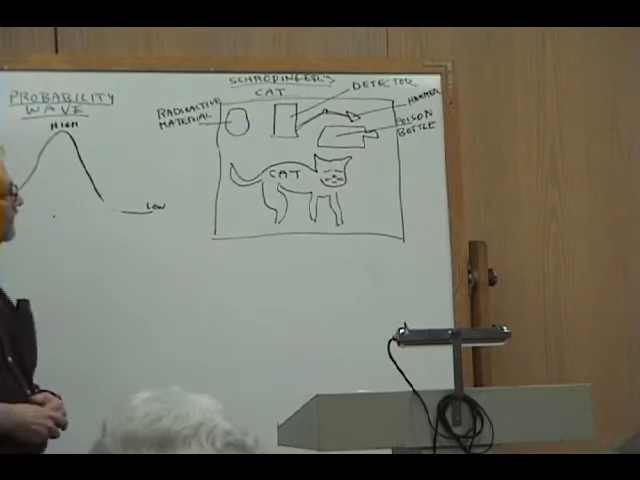 PROBABILITY
WAVE
HIGH
LOW
SCHRODINGER'S
CAT
RADIOACTIVE
MATERIAL
DETECTOR
HAMMER
POISON
BOTTLE
CAT